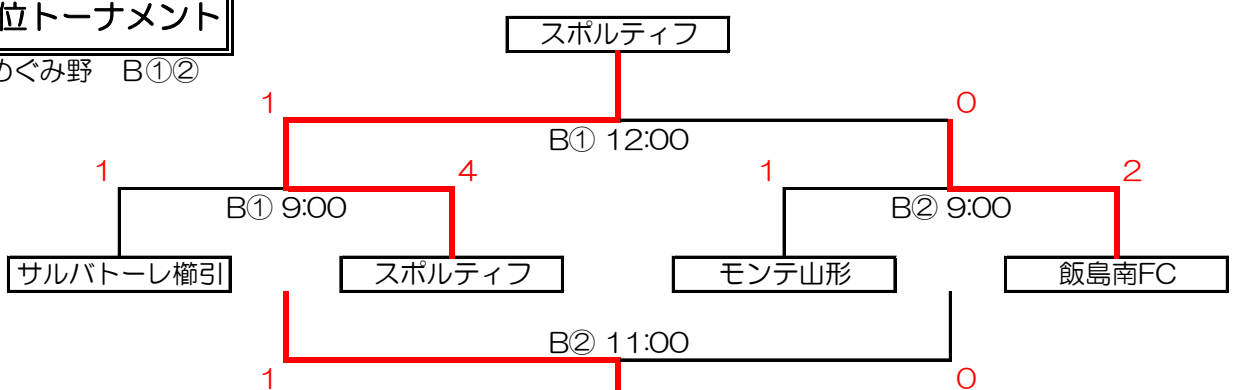 位トーナメント
スポルティフ
めぐみ野 B①②
1
0
B① 12:00
1
4
1
2
B① 9:00
B② 9:00
サルバトーレ櫛引
スポルティフ
モンテ山形
飯島南FC
B② 11:00
1
0